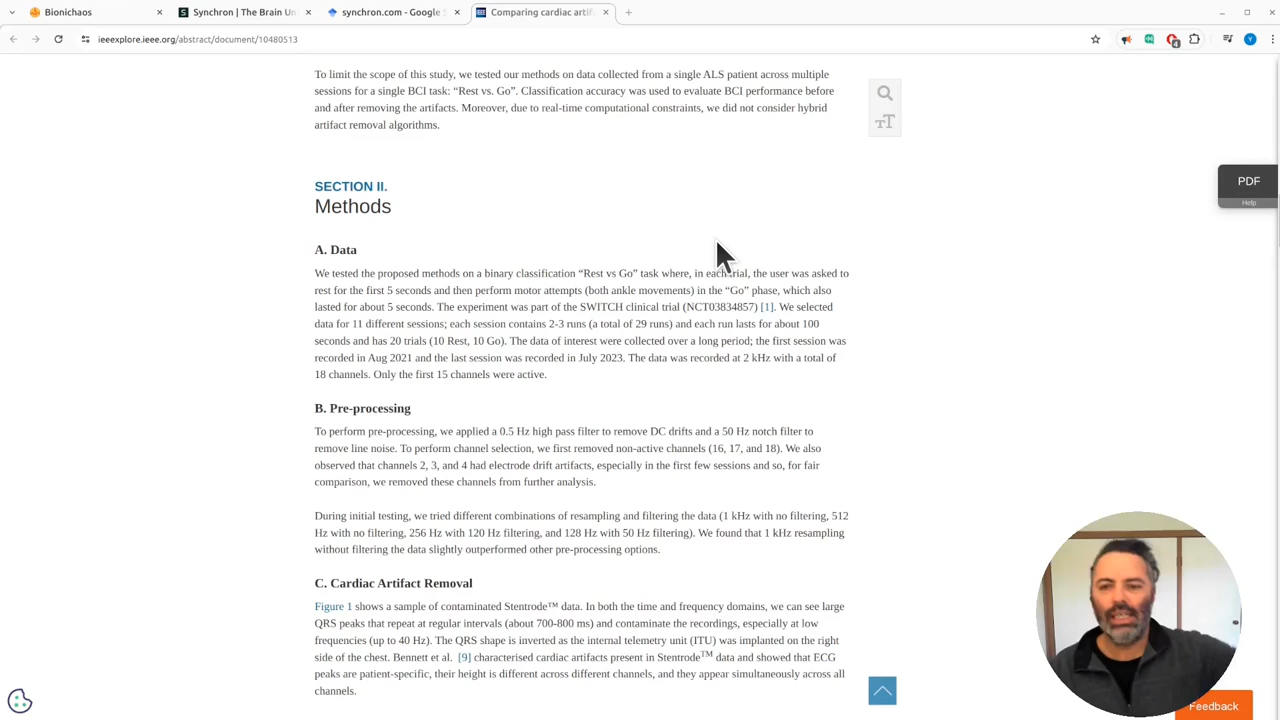 Bionichaos
Synchron | The Brain Un
synchron.com - Google S
Comparing cardiac artif
ieeexplore.ieee.org/abstract/document/10480513
4
Y
To limit the scope of this study, we tested our methods on data collected from a single ALS patient across multiple
sessions for a single BCI task: “Rest vs. Go”. Classification accuracy was used to evaluate BCI performance before
and after removing the artifacts. Moreover, due to real-time computational constraints, we did not consider hybrid
artifact removal algorithms.
TT
PDF
Help
SECTION II.
Methods
A. Data
We tested the proposed methods on a binary classification “Rest vs Go” task where, in each trial, the user was asked to
rest for the first 5 seconds and then perform motor attempts (both ankle movements) in the “Go” phase, which also
lasted for about 5 seconds. The experiment was part of the SWITCH clinical trial (NCT03834857) [1]. We selected
data for 11 different sessions; each session contains 2-3 runs (a total of 29 runs) and each run lasts for about 100
seconds and has 20 trials (10 Rest, 10 Go). The data of interest were collected over a long period; the first session was
recorded in Aug 2021 and the last session was recorded in July 2023. The data was recorded at 2 kHz with a total of
18 channels. Only the first 15 channels were active.
B. Pre-processing
To perform pre-processing, we applied a 0.5 Hz high pass filter to remove DC drifts and a 50 Hz notch filter to
remove line noise. To perform channel selection, we first removed non-active channels (16, 17, and 18). We also
observed that channels 2, 3, and 4 had electrode drift artifacts, especially in the first few sessions and so, for fair
comparison, we removed these channels from further analysis.
During initial testing, we tried different combinations of resampling and filtering the data (1 kHz with no filtering, 512
Hz with no filtering, 256 Hz with 120 Hz filtering, and 128 Hz with 50 Hz filtering). We found that 1 kHz resampling
without filtering the data slightly outperformed other pre-processing options.
C. Cardiac Artifact Removal
Figure 1 shows a sample of contaminated Stentrode™ data. In both the time and frequency domains, we can see large
QRS peaks that repeat at regular intervals (about 700-800 ms) and contaminate the recordings, especially at low
frequencies (up to 40 Hz). The QRS shape is inverted as the internal telemetry unit (ITU) was implanted on the right
side of the chest. Bennett et al. [9] characterised cardiac artifacts present in Stentrode™ data and showed that ECG
peaks are patient-specific, their height is different across different channels, and they appear simultaneously across all
channels.
Feedback